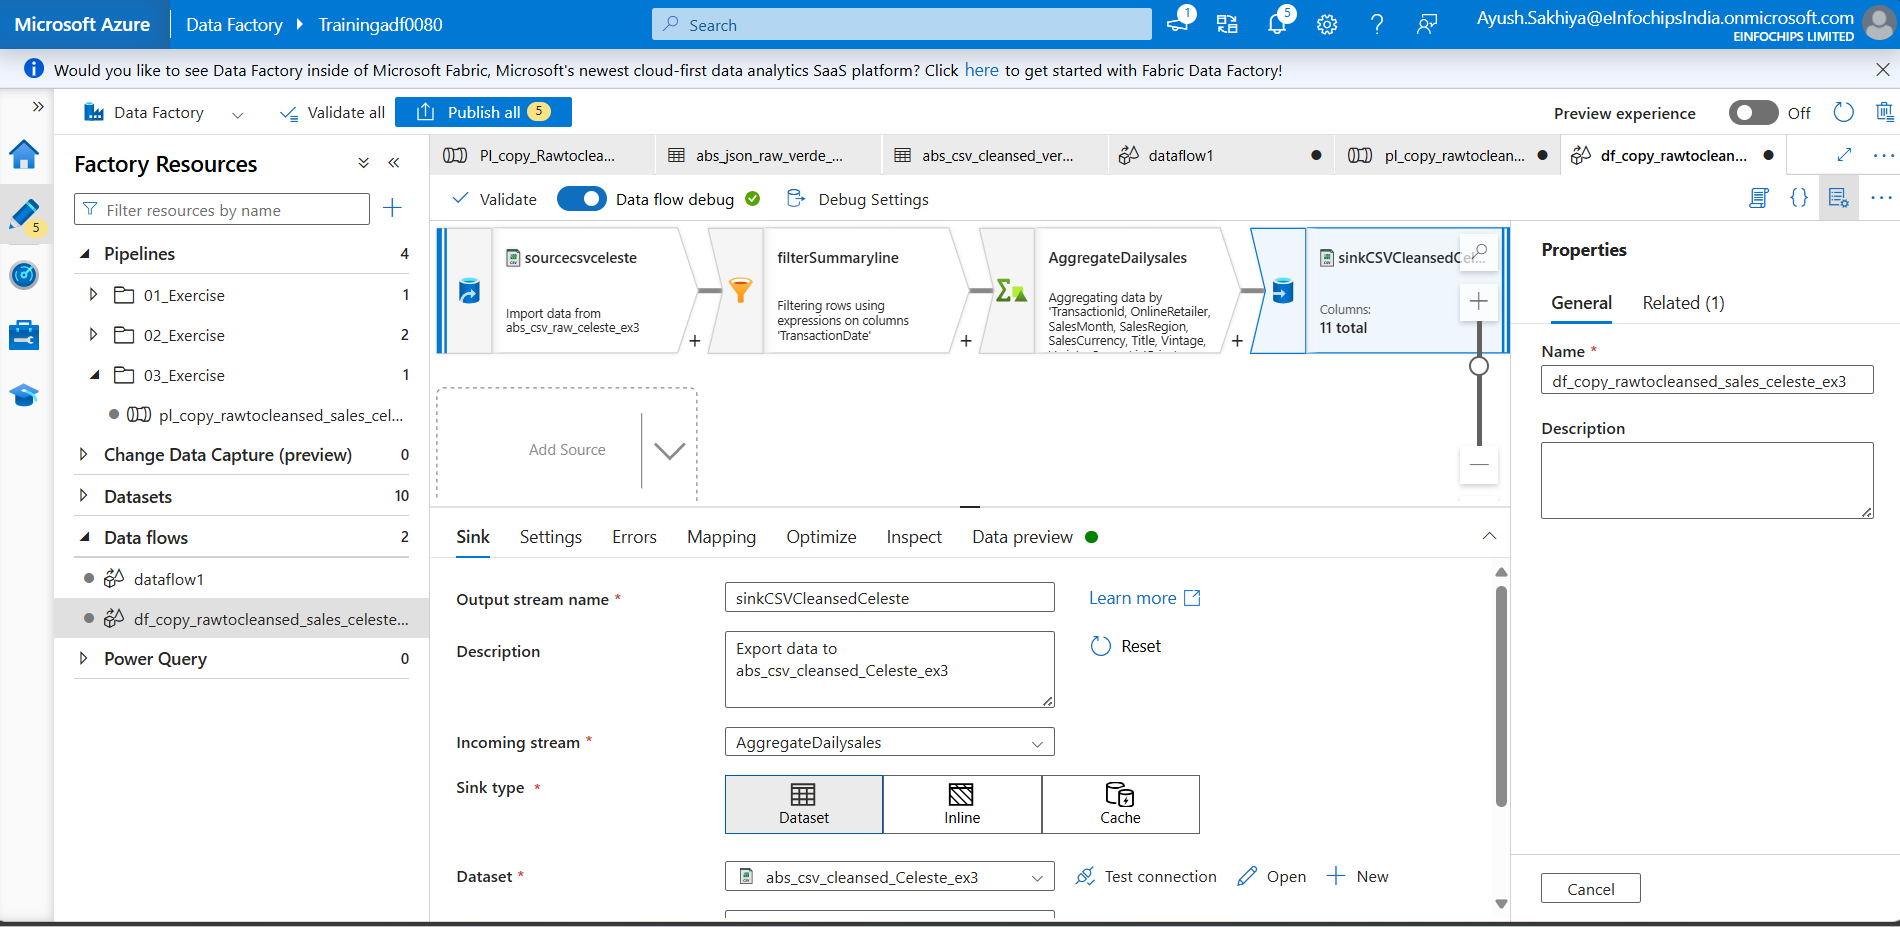 Microsoft Azure
Data Factory
Trainingadf0080
Search
1
5
Ayush.Sakhiya@eInfochipsIndia.onmicrosoft.com
EINFOCHIPS LIMITED
Would you like to see Data Factory inside of Microsoft Fabric, Microsoft's newest cloud-first data analytics SaaS platform? Click here to get started with Fabric Data Factory!
Data Factory
Validate all
Publish all 5
Preview experience
Off
5
Factory Resources
Filter resources by name
Pipelines 4
01_Exercise 1
02_Exercise 2
03_Exercise 1
pl_copy_rawtocleansed_sales_cel...
Change Data Capture (preview) 0
Datasets 10
Data flows 2
dataflow1
df_copy_rawtocleansed_sales_celeste...
Power Query 0
Pl_copy_Rawtoclea...
abs_json_raw_verde_...
abs_csv_cleansed_ver...
dataflow1
pl_copy_rawtoclean...
df_copy_rawtoclean...
Validate
Data flow debug
Debug Settings
sourcecsvceleste
Import data from
abs_csv_raw_celeste_ex3
+
filterSummaryline
Filtering rows using
expressions on columns
'TransactionDate'
+
AggregateDailysales
Aggregating data by
'TransactionId, OnlineRetailer,
SalesMonth, SalesRegion,
SalesCurrency, Title, Vintage,
+
sinkCSVCleansedCel...
Columns:
11 total
Add Source
Sink
Settings
Errors
Mapping
Optimize
Inspect
Data preview
Output stream name *
sinkCSVCleansedCeleste
Learn more
Description
Export data to
abs_csv_cleansed_Celeste_ex3
Reset
Incoming stream *
AggregateDailysales
Sink type *
Dataset
Inline
Cache
Dataset *
abs_csv_cleansed_Celeste_ex3
Test connection
Open
New
Properties
General
Related (1)
Name *
df_copy_rawtocleansed_sales_celeste_ex3
Description
Cancel